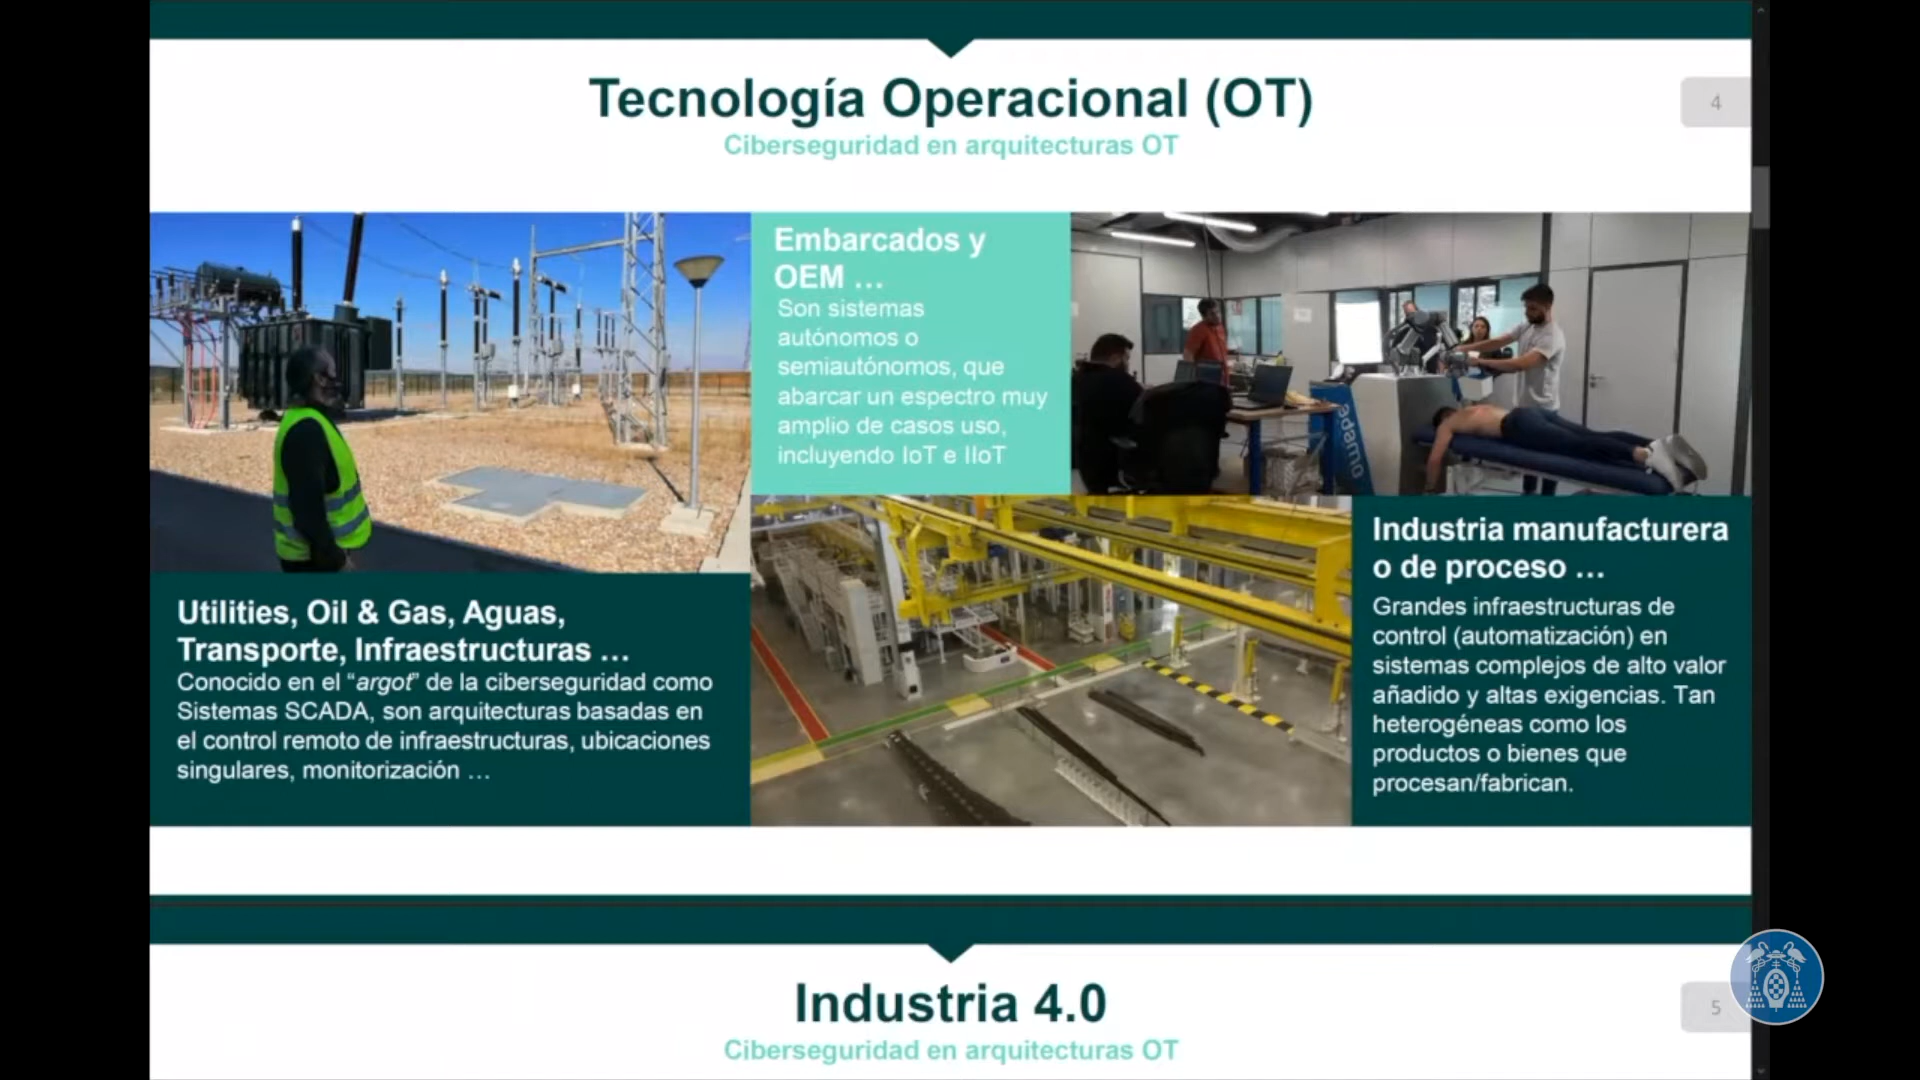 Tecnología Operacional (OT)
4
Ciberseguridad en arquitecturas OT
Embarcados y
OEM …
Son sistemas
autónomos o
semiautónomos, que
abarcar un espectro muy
amplio de casos uso,
incluyendo IoT e IIoT
adamo
Utilities, Oil & Gas, Aguas,
Transporte, Infraestructuras …
Conocido en el “argot” de la ciberseguridad como
Sistemas SCADA, son arquitecturas basadas en
el control remoto de infraestructuras, ubicaciones
singulares, monitorización …
Industria manufacturera
o de proceso …
Grandes infraestructuras de
control (automatización) en
sistemas complejos de alto valor
añadido y altas exigencias. Tan
heterogéneas como los
productos o bienes que
procesan/fabrican.
Industria 4.0
5
Ciberseguridad en arquitecturas OT